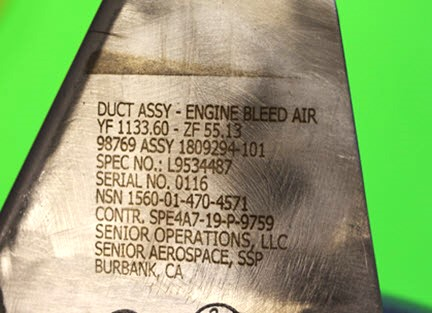 DUCT ASSY - ENGINE BLEED AIR
YF 1133.60 - ZF 55.13
98769 ASSY 1809294-101
SPEC NO.: L9534487
SERIAL NO. 0116
NSN 1560-01-470-4571
CONTR. SPE4A7-19-P-9759
SENIOR OPERATIONS, LLC
SENIOR AEROSPACE, SSP
BURBANK, CA